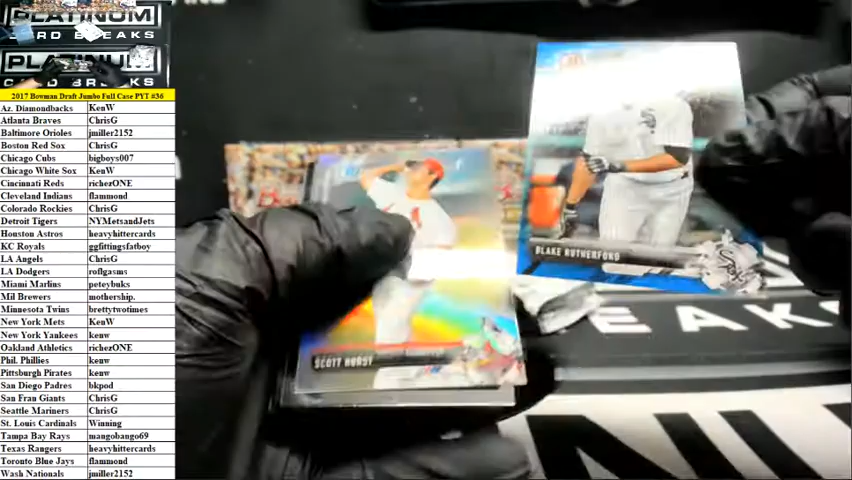 PLATINUM
CARD BREAKS
PLATINUM
CARD BREAKS
2017 Bowman Draft Jumbo Full Case PYT #36
Az. Diamondbacks KenW
Atlanta Braves ChrisG
Baltimore Orioles jmiller2152
Boston Red Sox ChrisG
Chicago Cubs bigboys007
Chicago White Sox KenW
Cincinnati Reds richezONE
Cleveland Indians flammond
Colorado Rockies ChrisG
Detroit Tigers NYMetsandJets
Houston Astros heavyhittercards
KC Royals ggfittingsfatboy
LA Angels ChrisG
LA Dodgers roflgasms
Miami Marlins peteybuks
Mil Brewers mothership.
Minnesota Twins brettytwotimes
New York Mets KenW
New York Yankees kenw
Oakland Athletics richezONE
Phil. Phillies kenw
Pittsburgh Pirates kenw
San Diego Padres bkpod
San Fran Giants ChrisG
Seattle Mariners ChrisG
St. Louis Cardinals Winning
Tampa Bay Rays mangobango69
Texas Rangers heavyhittercards
Toronto Blue Jays flammond
Wash Nationals jmiller2152
BLAKE RUTHERFORD
Sox
SCOTT HURST
EAKS